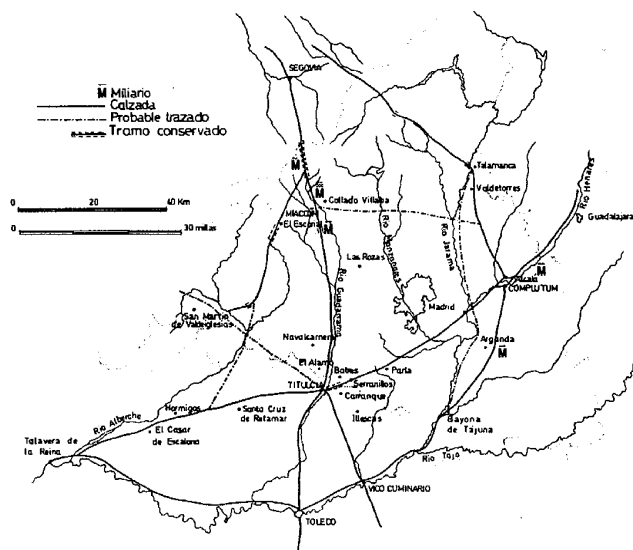 SEGOVIA
M̅ Miliario
Calzada
Probable trazado
Tramo conservado
0 20 40 Km
0 30 millas
M̅
Talamanca
Valdetorres
M̅
Collado Villalba
MIACCUM
El Escorial
M̅
Río Manzanares
Río Jarama
Río Henares
Guadalajara
Las Rozas
Río Guadarrama
Alcalá
COMPLUTUM
M̅
Madrid
San Martín
de Valdeiglesias
Navalcarnero
Arganda
M̅
El Alamo
Batres
Parla
TITULCIA
Serranillos
Carranque
Illescas
Hormigos
Santa Cruz
de Retamar
Río Alberche
El Casar
de Escalona
Bayona
de Tajuna
Talavera de
la Reina
Río Tajo
VICO CUMINARIO
TOLEDO